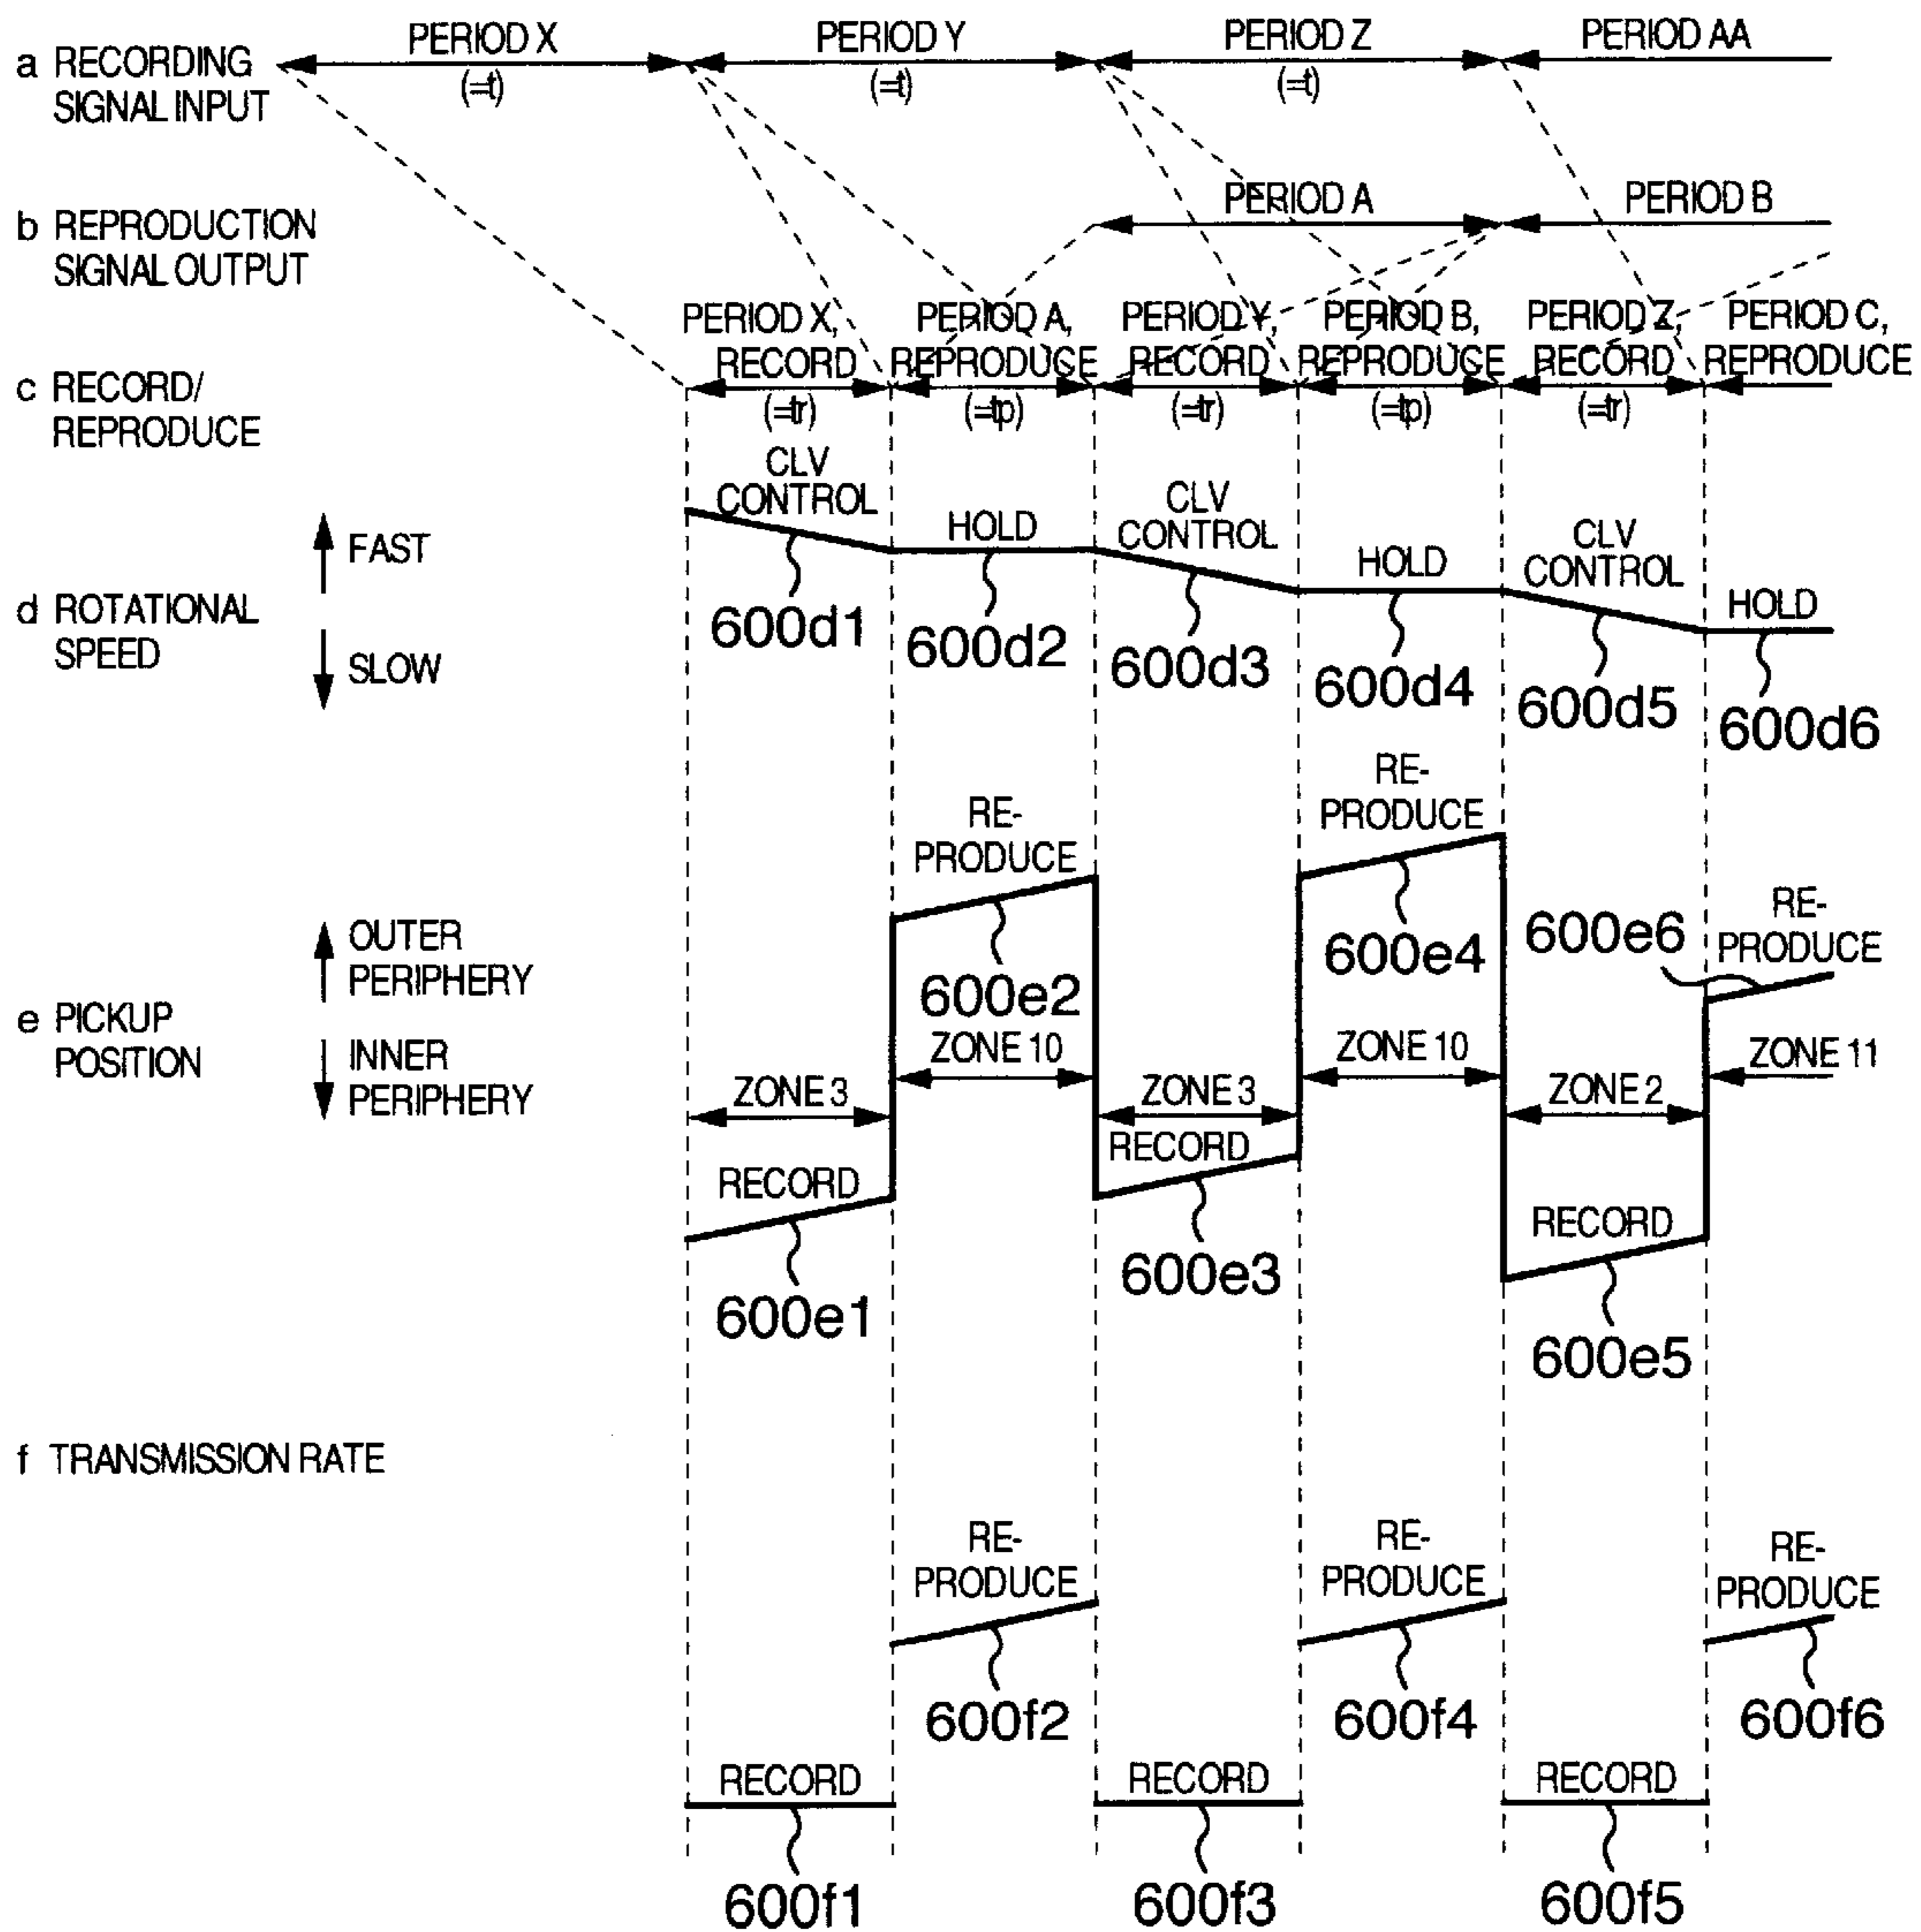 PERIOD X
PERIOD Y
PERIOD Z
PERIOD AA
a RECORDING
SIGNAL INPUT
(=t)
(=t)
(=t)
PERIOD A
PERIOD B
b REPRODUCTION
SIGNAL OUTPUT
PERIOD X,
RECORD
PERIOD A,
REPRODUCE
PERIOD Y,
RECORD
PERIOD B,
REPRODUCE
PERIOD Z,
RECORD
PERIOD C,
REPRODUCE
c RECORD/
REPRODUCE
(=tr)
(=tp)
(=tr)
(=tp)
(=tr)
CLV
CONTROL
HOLD
CLV
CONTROL
HOLD
CLV
CONTROL
HOLD
FAST
d ROTATIONAL
SPEED
SLOW
600d1
600d2
600d3
600d4
600d5
600d6
RE-
PRODUCE
RE-
PRODUCE
RE-
PRODUCE
OUTER
PERIPHERY
e PICKUP
POSITION
INNER
PERIPHERY
600e2
600e4
600e6
ZONE 3
ZONE 10
ZONE 3
ZONE 10
ZONE 2
ZONE 11
RECORD
RECORD
RECORD
600e1
600e3
600e5
f TRANSMISSION RATE
RE-
PRODUCE
RE-
PRODUCE
RE-
PRODUCE
600f2
600f4
600f6
RECORD
RECORD
RECORD
600f1
600f3
600f5